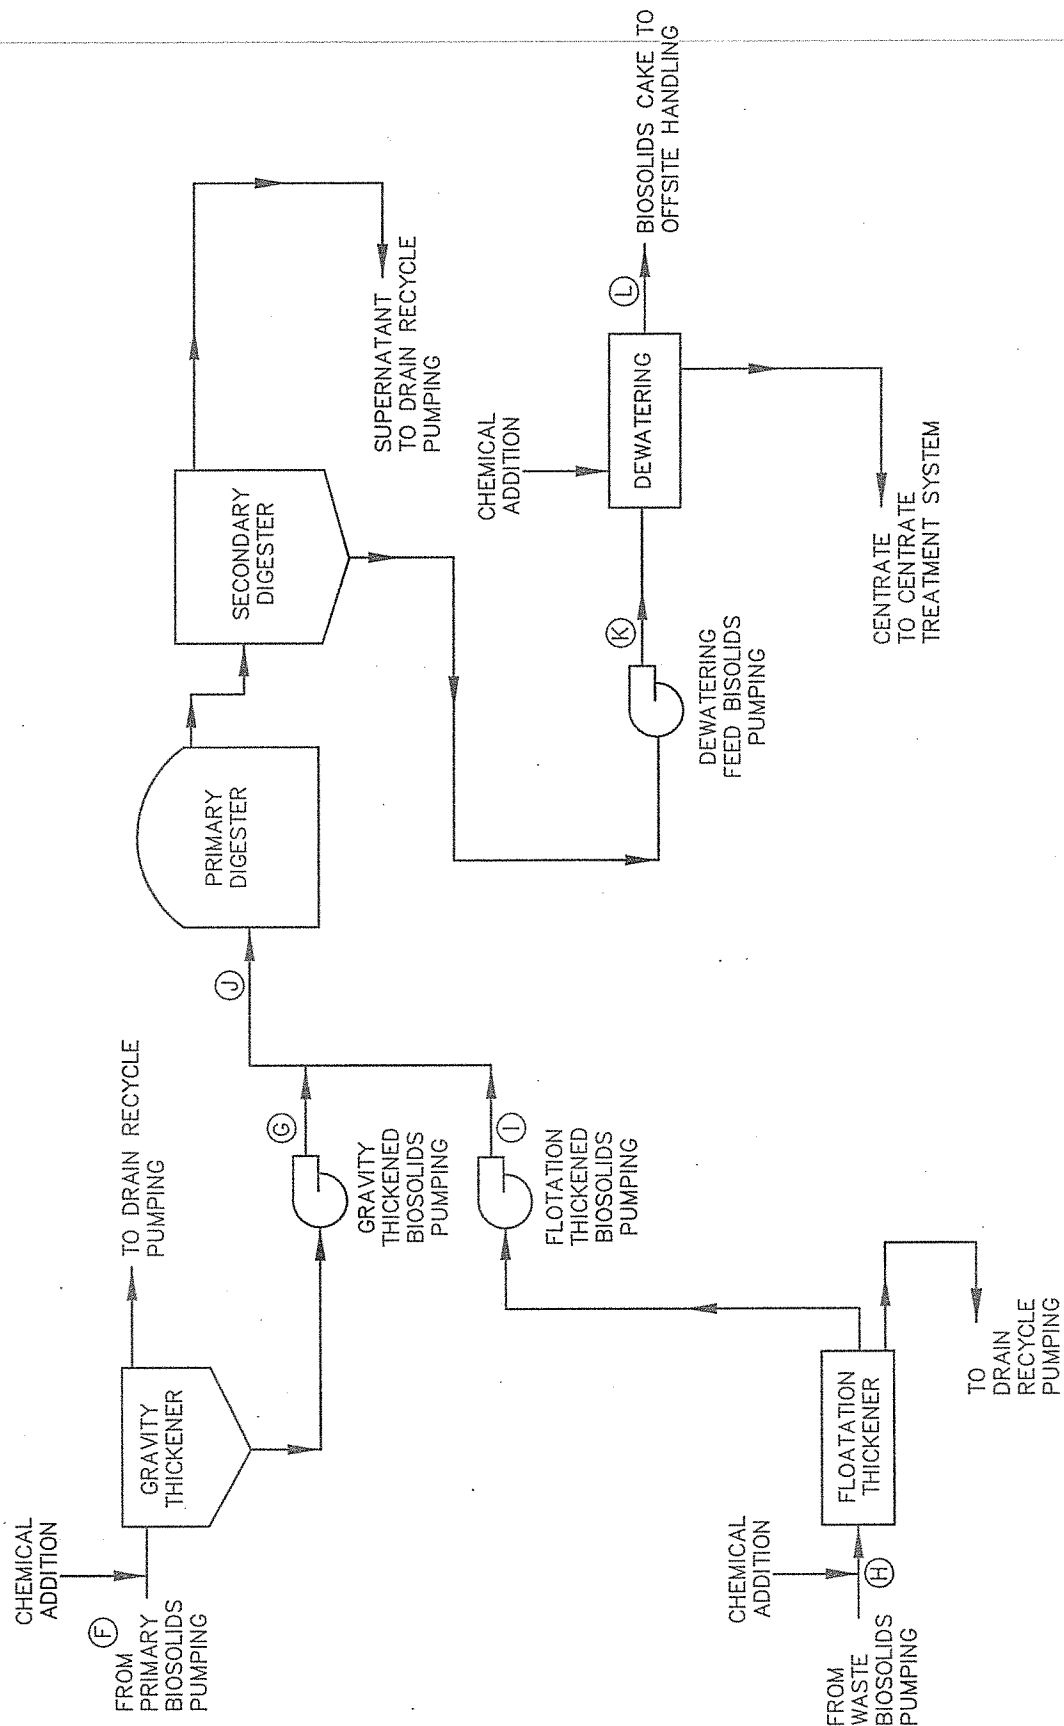 CHEMICAL
ADDITION
F
FROM
PRIMARY
BIOSOLIDS
PUMPING
GRAVITY
THICKENER
TO DRAIN RECYCLE
PUMPING
G
GRAVITY
THICKENED
BIOSOLIDS
PUMPING
J
PRIMARY
DIGESTER
SECONDARY
DIGESTER
SUPERNATANT
TO DRAIN RECYCLE
PUMPING
CHEMICAL
ADDITION
FROM
WASTE
BIOSOLIDS
PUMPING
H
FLOATATION
THICKENER
TO
DRAIN
RECYCLE
PUMPING
I
FLOTATION
THICKENED
BIOSOLIDS
PUMPING
K
DEWATERING
FEED BISOLIDS
PUMPING
CHEMICAL
ADDITION
DEWATERING
L
BIOSOLIDS CAKE TO
OFFSITE HANDLING
CENTRATE
TO CENTRATE
TREATMENT SYSTEM